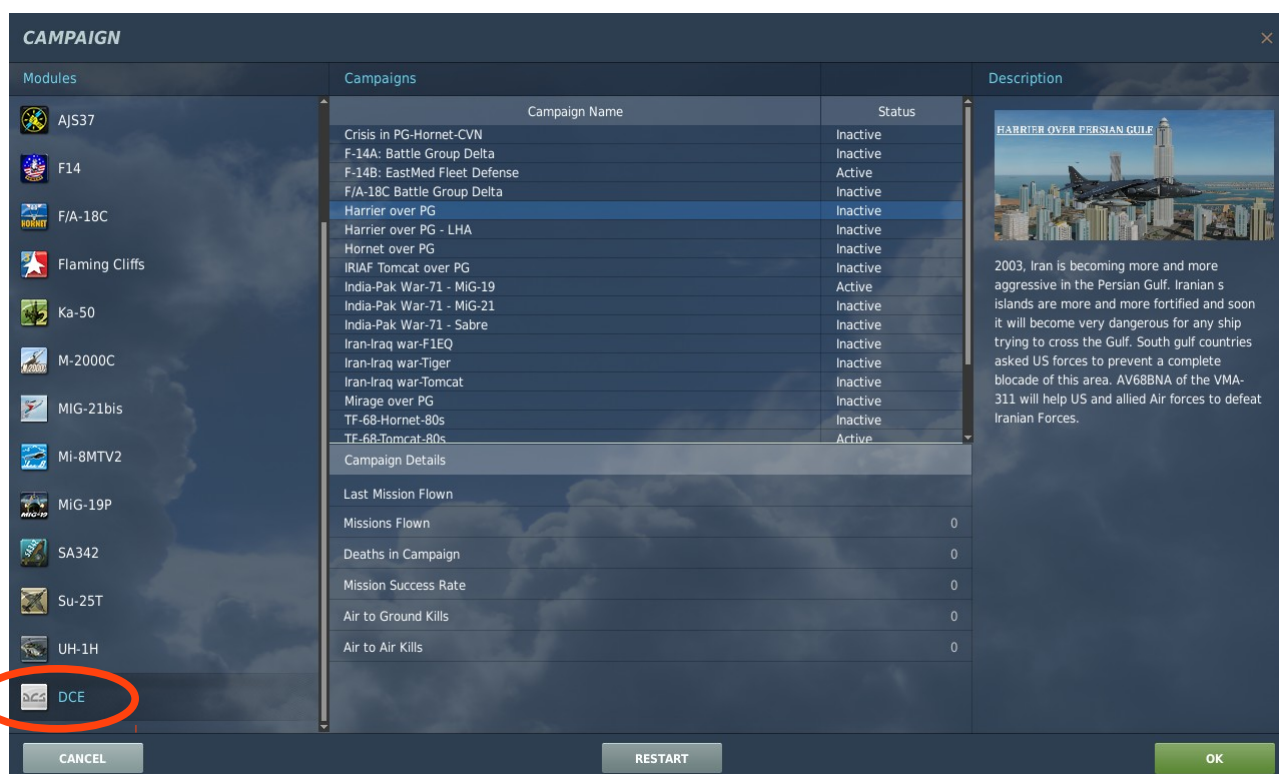 CAMPAIGN
Modules
Campaigns
Description
AJS37
F14
HORNET
F/A-18C
Flaming Cliffs
Ka-50
M-2000C
MIG-21bis
Mi-8MTV2
MIG-19
MiG-19P
SA342
Su-25T
UH-1H
DCS
DCE
Campaign Name Status
Crisis in PG-Hornet-CVN Inactive
F-14A: Battle Group Delta Inactive
F-14B: EastMed Fleet Defense Active
F/A-18C Battle Group Delta Inactive
Harrier over PG Inactive
Harrier over PG - LHA Inactive
Hornet over PG Inactive
IRIAF Tomcat over PG Inactive
India-Pak War-71 - MiG-19 Active
India-Pak War-71 - MiG-21 Inactive
India-Pak War-71 - Sabre Inactive
Iran-Iraq war-F1EQ Inactive
Iran-Iraq war-Tiger Inactive
Iran-Iraq war-Tomcat Inactive
Mirage over PG Inactive
TF-68-Hornet-80s Inactive
TF-68-Tomcat-80s Active
Campaign Details
Last Mission Flown
Missions Flown 0
Deaths in Campaign 0
Mission Success Rate 0
Air to Ground Kills 0
Air to Air Kills 0
HARRIER OVER PERSIAN GULF
2003, Iran is becoming more and more
aggressive in the Persian Gulf. Iranian s
islands are more and more fortified and soon
it will become very dangerous for any ship
trying to cross the Gulf. South gulf countries
asked US forces to prevent a complete
blocade of this area. AV68BNA of the VMA-
311 will help US and allied Air forces to defeat
Iranian Forces.
CANCEL
RESTART
OK